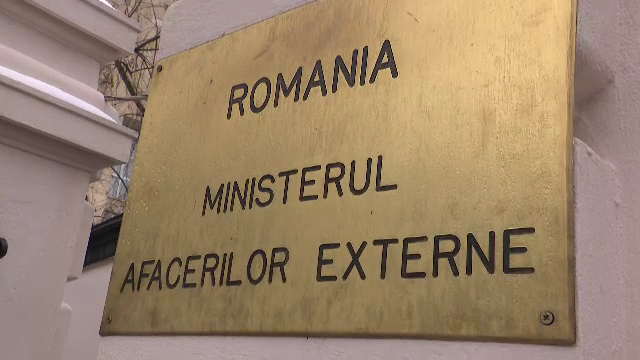 ROMANIA
MINISTERUL
AFACERILOR EXTERNE